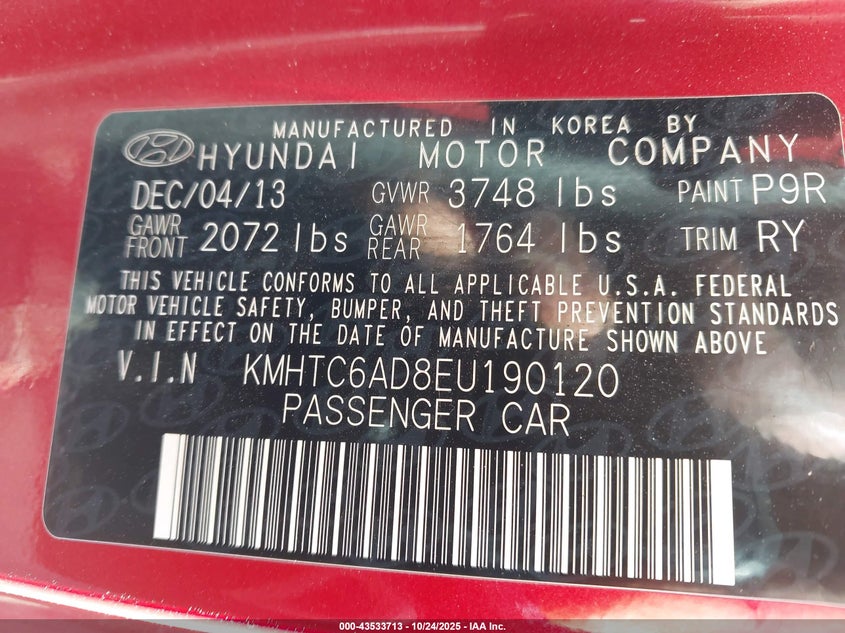 MANUFACTURED IN KOREA BY
HYUNDAI MOTOR COMPANY
DEC/04/13 GVWR 3748 lbs PAINT P9R
GAWR FRONT 2072 lbs GAWR REAR 1764 lbs TRIM RY
THIS VEHICLE CONFORMS TO ALL APPLICABLE U.S.A. FEDERAL
MOTOR VEHICLE SAFETY, BUMPER, AND THEFT PREVENTION STANDARDS
IN EFFECT ON THE DATE OF MANUFACTURE SHOWN ABOVE
V.I.N KMHTC6AD8EU190120
PASSENGER CAR
000-43533713 - 10/24/2025 - IAA Inc.